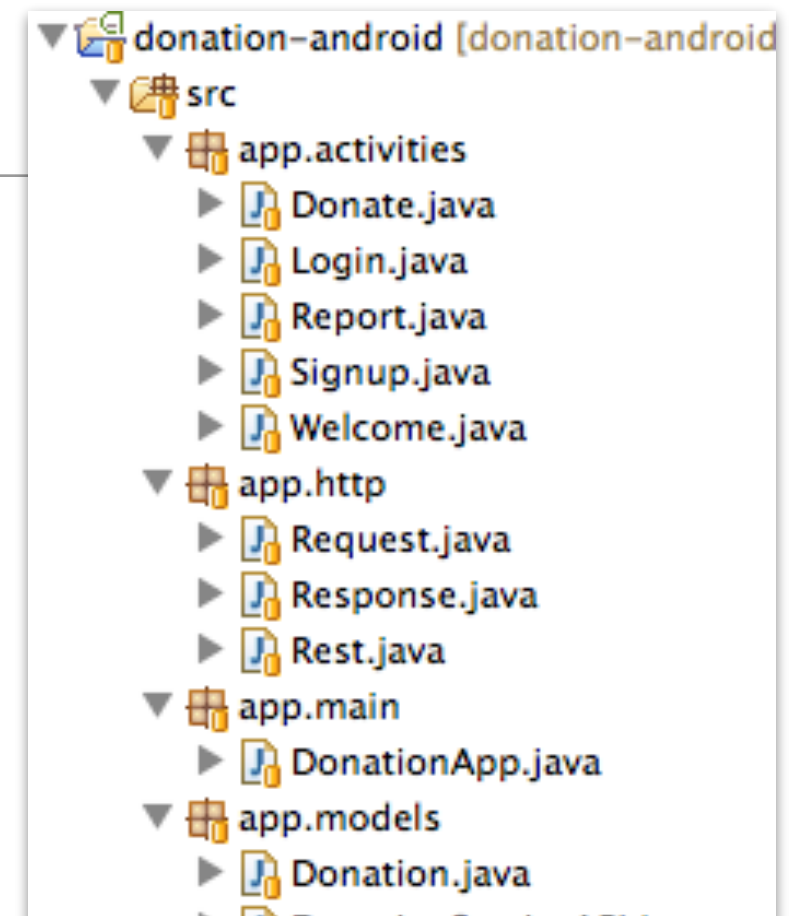 donation-android [donation-android
src
app.activities
Donate.java
Login.java
Report.java
Signup.java
Welcome.java
app.http
Request.java
Response.java
Rest.java
app.main
DonationApp.java
app.models
Donation.java